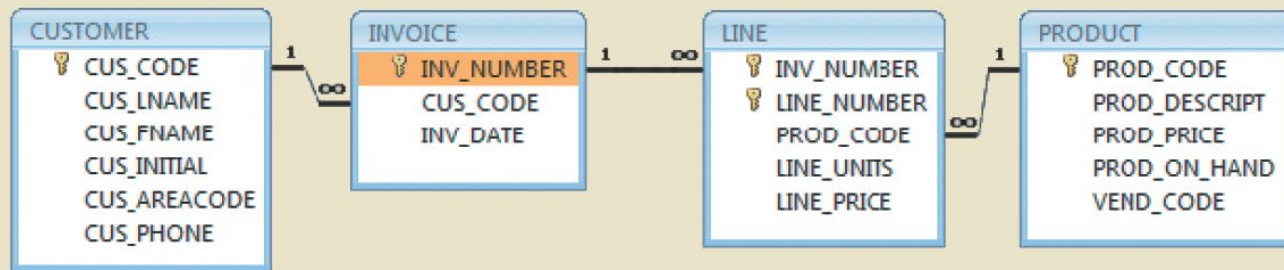 CUSTOMER
CUS_CODE
CUS_LNAME
CUS_FNAME
CUS_INITIAL
CUS_AREACODE
CUS_PHONE
1
∞
INVOICE
INV_NUMBER
CUS_CODE
INV_DATE
1
∞
LINE
INV_NUMBER
LINE_NUMBER
PROD_CODE
LINE_UNITS
LINE_PRICE
∞
1
PRODUCT
PROD_CODE
PROD_DESCRIPT
PROD_PRICE
PROD_ON_HAND
VEND_CODE